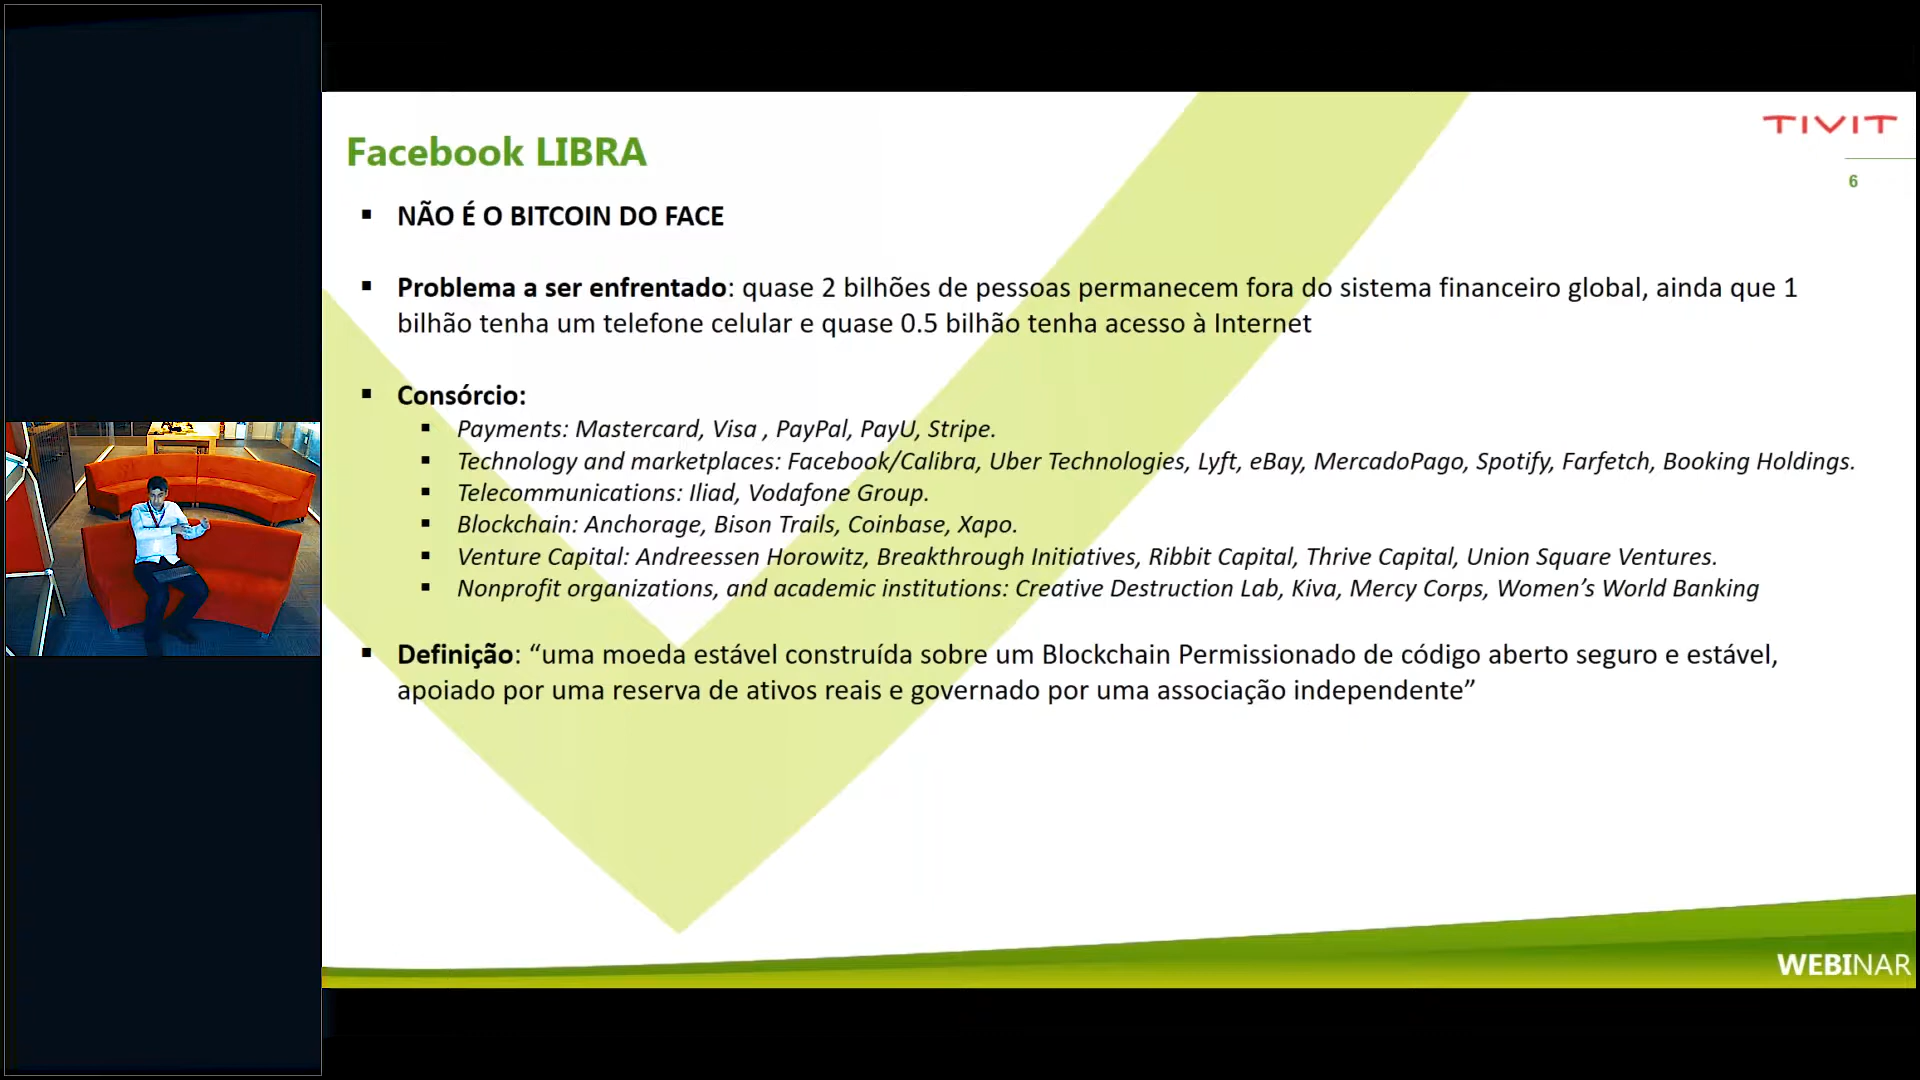 TIVIT
Facebook LIBRA
6
▪ NÃO É O BITCOIN DO FACE
▪ Problema a ser enfrentado: quase 2 bilhões de pessoas permanecem fora do sistema financeiro global, ainda que 1
bilhão tenha um telefone celular e quase 0.5 bilhão tenha acesso à Internet
▪ Consórcio:
▪ Payments: Mastercard, Visa , PayPal, PayU, Stripe.
▪ Technology and marketplaces: Facebook/Calibra, Uber Technologies, Lyft, eBay, MercadoPago, Spotify, Farfetch, Booking Holdings.
▪ Telecommunications: Iliad, Vodafone Group.
▪ Blockchain: Anchorage, Bison Trails, Coinbase, Xapo.
▪ Venture Capital: Andreessen Horowitz, Breakthrough Initiatives, Ribbit Capital, Thrive Capital, Union Square Ventures.
▪ Nonprofit organizations, and academic institutions: Creative Destruction Lab, Kiva, Mercy Corps, Women’s World Banking
▪ Definição: “uma moeda estável construída sobre um Blockchain Permissionado de código aberto seguro e estável,
apoiado por uma reserva de ativos reais e governado por uma associação independente”
WEBINAR